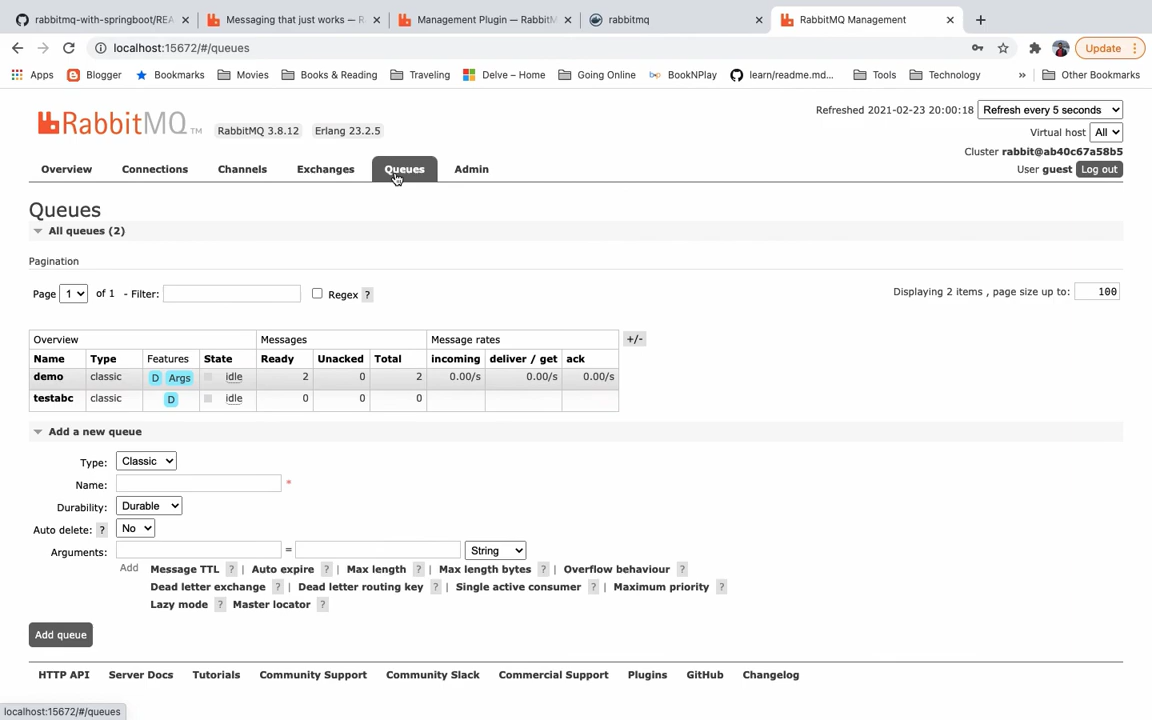 rabbitmq-with-springboot/REA
Messaging that just works — R
Management Plugin — RabbitM
rabbitmq
RabbitMQ Management
localhost:15672/#/queues
Update
Apps
Blogger
Bookmarks
Movies
Books & Reading
Traveling
Delve – Home
Going Online
BookNPlay
learn/readme.md...
Tools
Technology
»
Other Bookmarks
Refreshed 2021-02-23 20:00:18 Refresh every 5 seconds
RabbitMQ TM RabbitMQ 3.8.12 Erlang 23.2.5
Virtual host All
Cluster rabbit@ab40c67a58b5
User guest Log out
Overview Connections Channels Exchanges Queues Admin
Queues
All queues (2)
Pagination
Page 1 of 1 - Filter: Regex ? Displaying 2 items , page size up to: 100
Overview Messages Message rates +/-
Name Type Features State Ready Unacked Total incoming deliver / get ack
demo classic D Args idle 2 0 2 0.00/s 0.00/s 0.00/s
testabc classic D idle 0 0 0
Add a new queue
Type: Classic
Name: *
Durability: Durable
Auto delete: ? No
Arguments: = String
Add Message TTL ? | Auto expire ? | Max length ? | Max length bytes ? | Overflow behaviour ?
Dead letter exchange ? | Dead letter routing key ? | Single active consumer ? | Maximum priority ?
Lazy mode ? Master locator ?
Add queue
HTTP API Server Docs Tutorials Community Support Community Slack Commercial Support Plugins GitHub Changelog
localhost:15672/#/queues